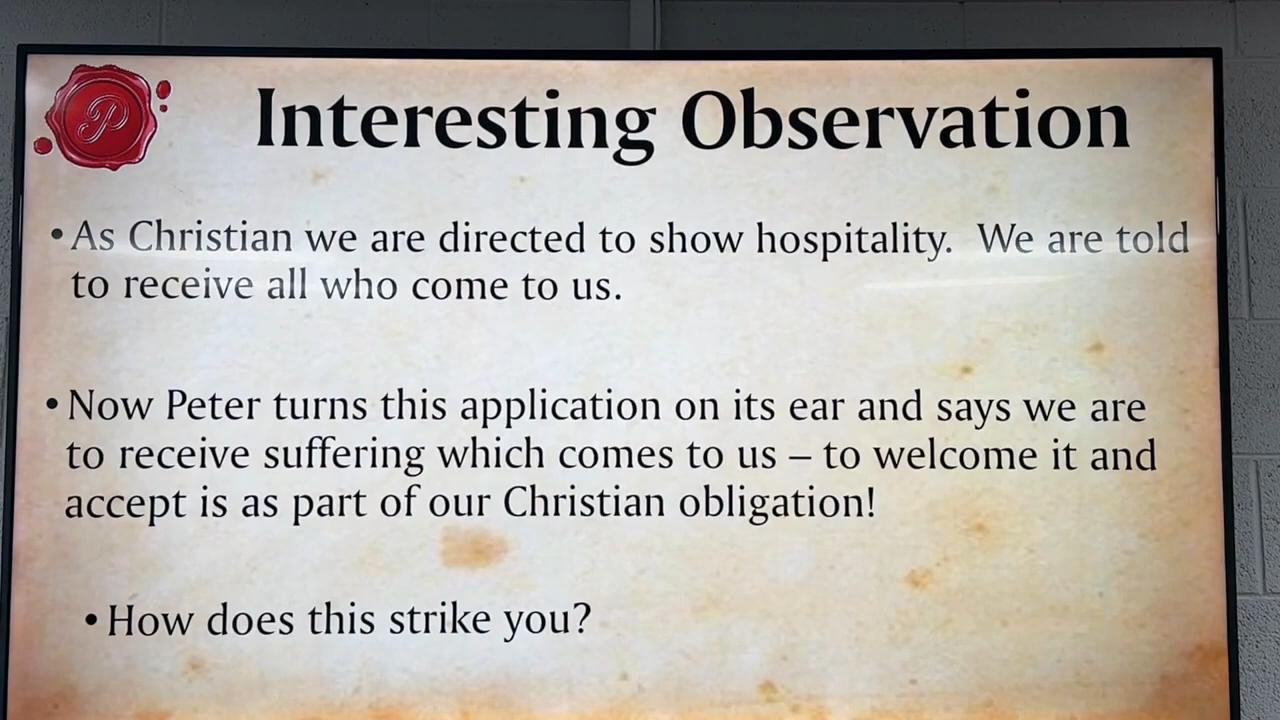 P
Interesting Observation
• As Christian we are directed to show hospitality.  We are told
to receive all who come to us.
• Now Peter turns this application on its ear and says we are
to receive suffering which comes to us – to welcome it and
accept is as part of our Christian obligation!
• How does this strike you?